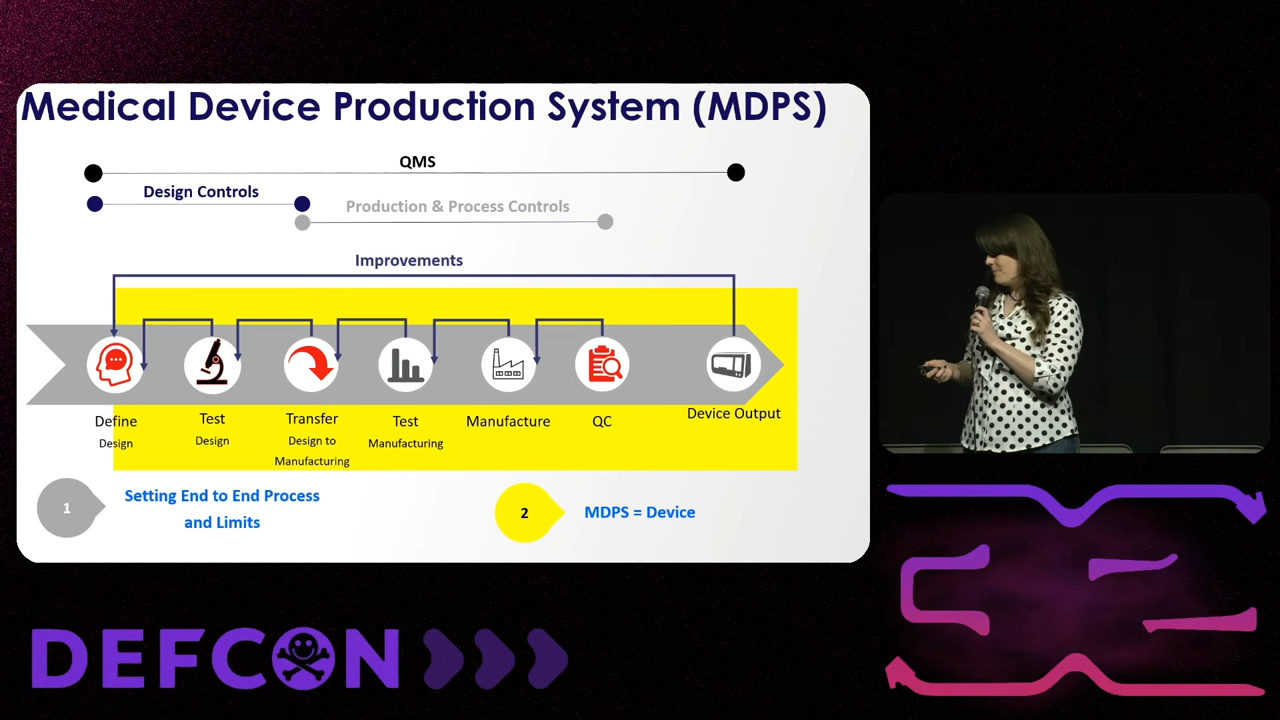 Medical Device Production System (MDPS)
QMS
Design Controls
Production & Process Controls
Improvements
Define
Design
Test
Design
Transfer
Design to
Manufacturing
Test
Manufacturing
Manufacture
QC
Device Output
1
Setting End to End Process
and Limits
2
MDPS = Device
DEFCON